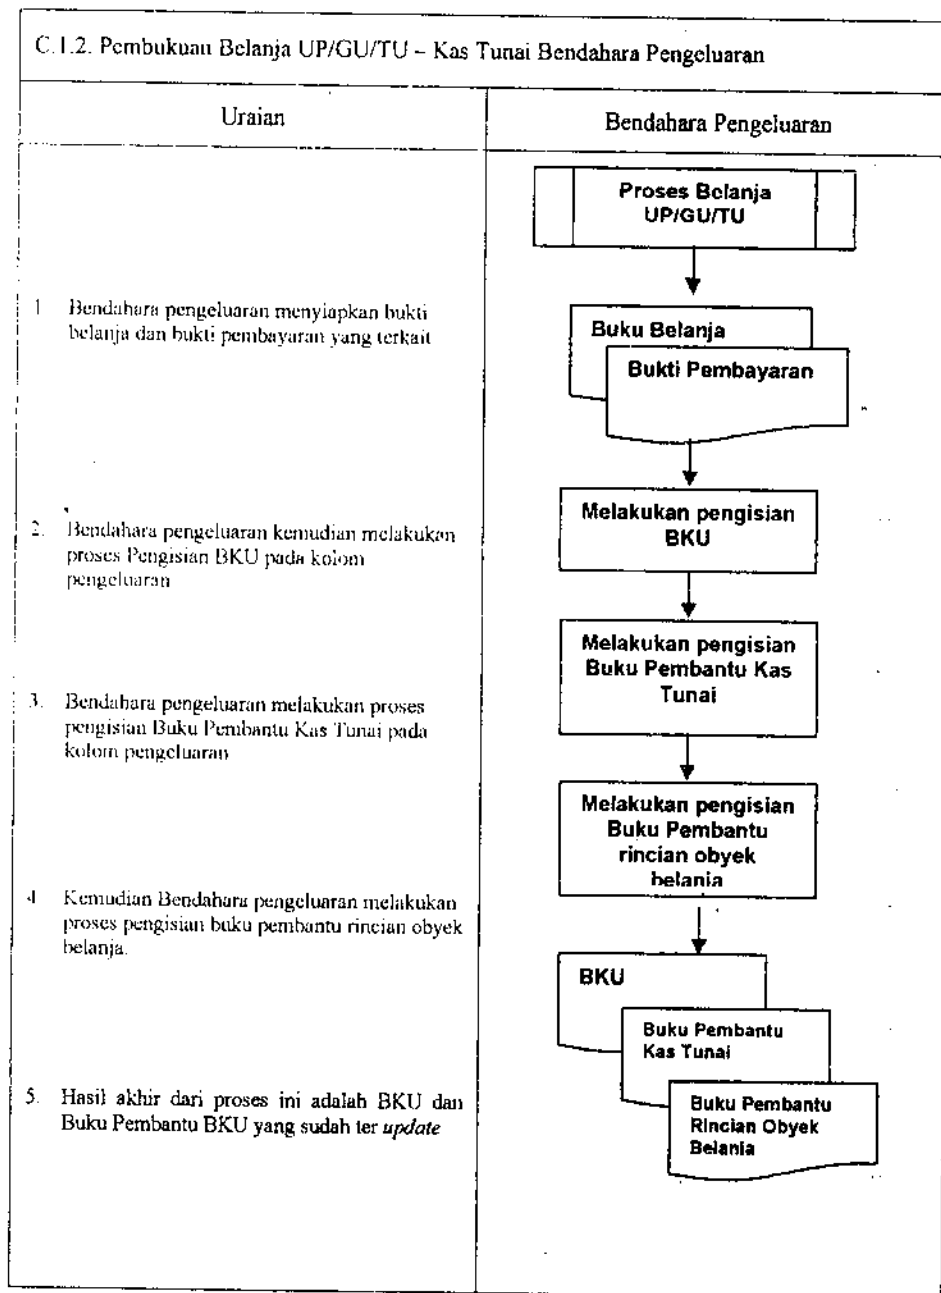 C.1.2. Pembukuan Belanja UP/GU/TU – Kas Tunai Bendahara Pengeluaran
Uraian
Bendahara Pengeluaran
Proses Belanja
UP/GU/TU
1 Bendahara pengeluaran menyiapkan bukti
belanja dan bukti pembayaran yang terkait
Buku Belanja
Bukti Pembayaran
2. Bendahara pengeluaran kemudian melakukan
proses Pengisian BKU pada kolom
pengeluaran
Melakukan pengisian
BKU
Melakukan pengisian
Buku Pembantu Kas
Tunai
3. Bendahara pengeluaran melakukan proses
pengisian Buku Pembantu Kas Tunai pada
kolom pengeluaran
Melakukan pengisian
Buku Pembantu
rincian obyek
belania
4 Kemudian Bendahara pengeluaran melakukan
proses pengisian buku pembantu rincian obyek
belanja.
BKU
Buku Pembantu
Kas Tunai
Buku Pembantu
Rincian Obyek
Belania
5. Hasil akhir dari proses ini adalah BKU dan
Buku Pembantu BKU yang sudah ter update